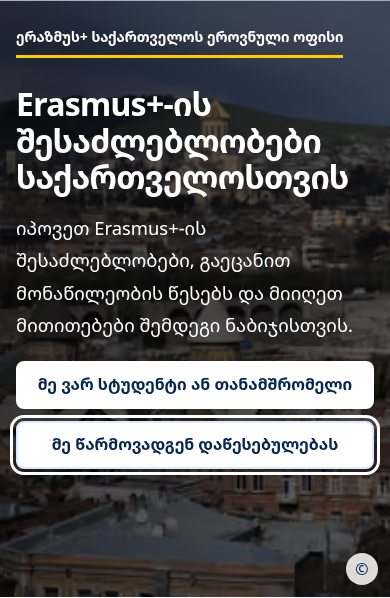 ერაზმუს+ საქართველოს ეროვნული ოფისი
Erasmus+-ის
შესაძლებლობები
საქართველოსთვის
იპოვეთ Erasmus+-ის
შესაძლებლობები, გაეცანით
მონაწილეობის წესებს და მიიღეთ
მითითებები შემდეგი ნაბიჯისთვის.
მე ვარ სტუდენტი ან თანამშრომელი
მე წარმოვადგენ დაწესებულებას
©